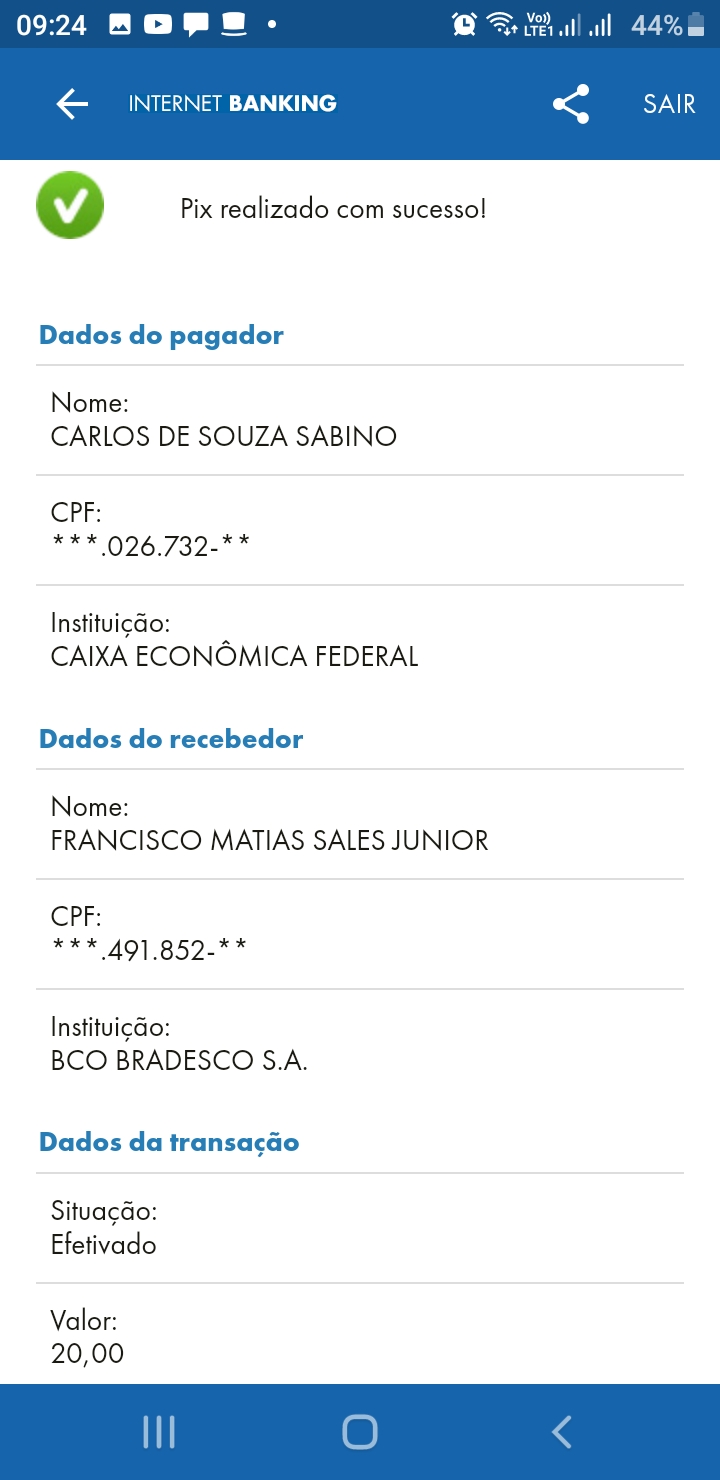 09:24 Vo)) LTE1 44%
INTERNET BANKING SAIR
Pix realizado com sucesso!
Dados do pagador
Nome:
CARLOS DE SOUZA SABINO
CPF:
***.026.732-**
Instituição:
CAIXA ECONÔMICA FEDERAL
Dados do recebedor
Nome:
FRANCISCO MATIAS SALES JUNIOR
CPF:
***.491.852-**
Instituição:
BCO BRADESCO S.A.
Dados da transação
Situação:
Efetivado
Valor:
20,00